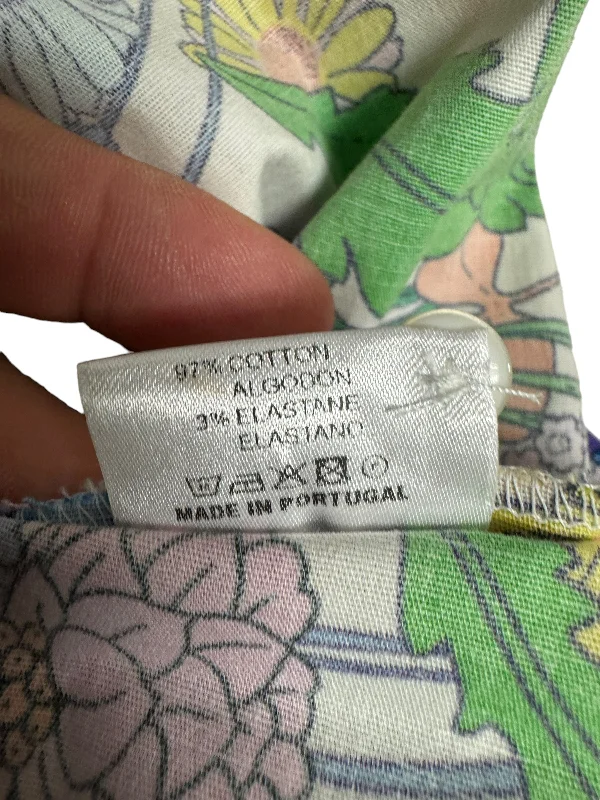 97% COTTON
ALGODON
3% ELASTANE
ELASTANO
MADE IN PORTUGAL